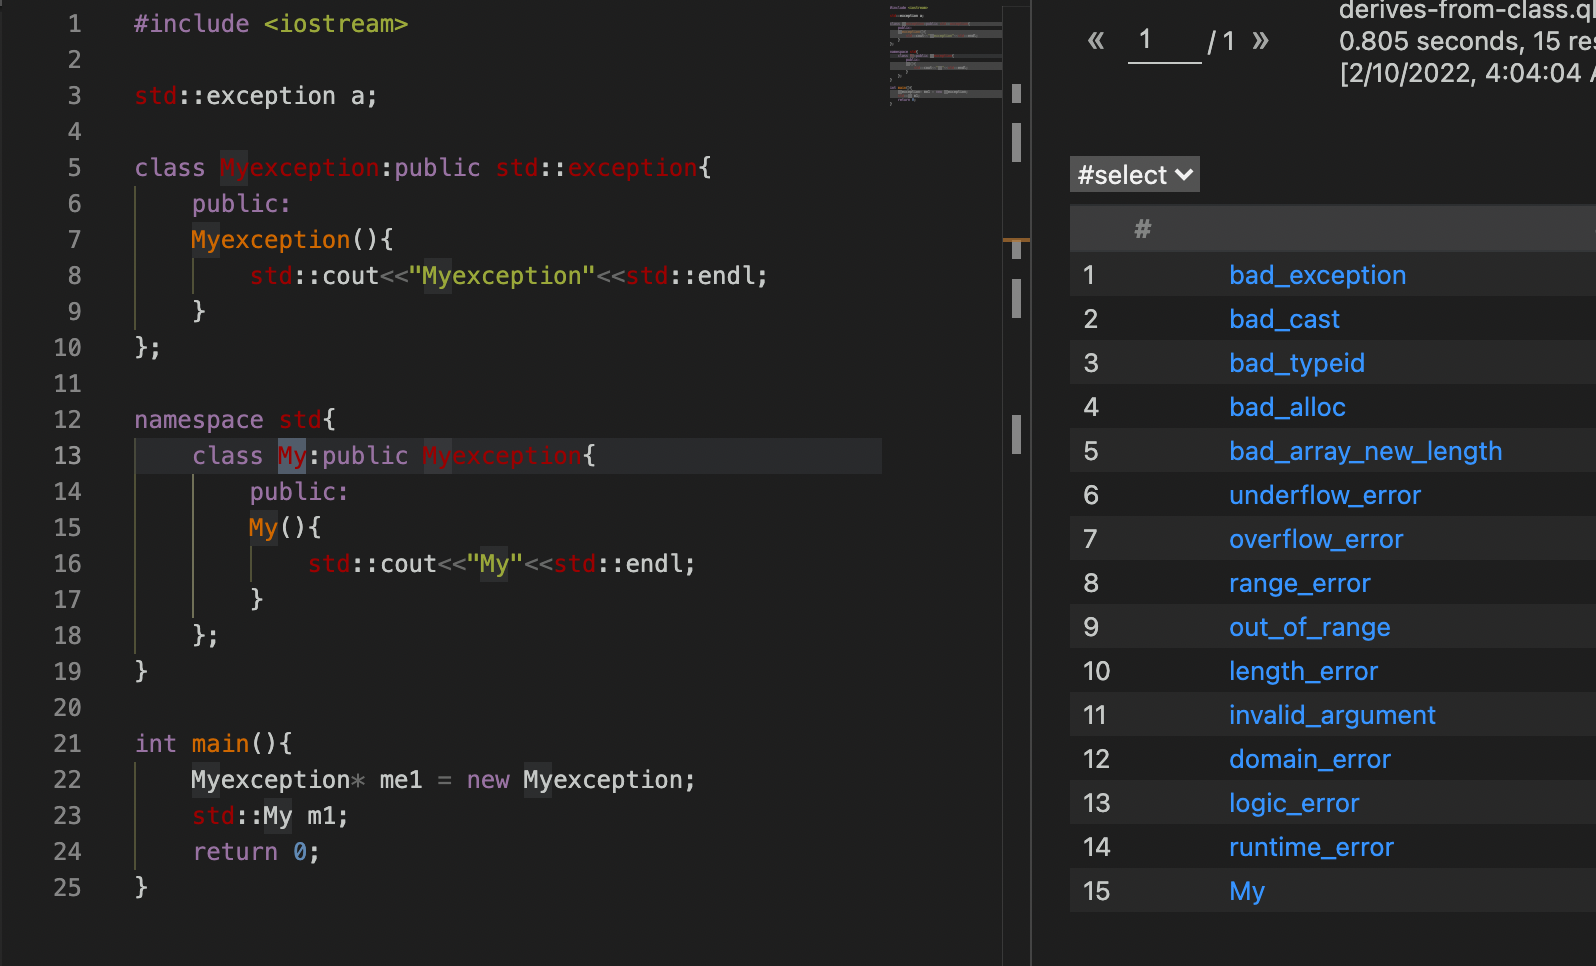 1 #include <iostream>
2
3 std::exception a;
4
5 class Myexception:public std::exception{
6     public:
7     Myexception(){
8         std::cout<<"Myexception"<<std::endl;
9     }
10 };
11
12 namespace std{
13     class My:public Myexception{
14         public:
15         My(){
16             std::cout<<"My"<<std::endl;
17         }
18     };
19 }
20
21 int main(){
22     Myexception* me1 = new Myexception;
23     std::My m1;
24     return 0;
25 }
« 1 / 1 »
derives-from-class.ql
0.805 seconds, 15 res
[2/10/2022, 4:04:04
#select
#
1 bad_exception
2 bad_cast
3 bad_typeid
4 bad_alloc
5 bad_array_new_length
6 underflow_error
7 overflow_error
8 range_error
9 out_of_range
10 length_error
11 invalid_argument
12 domain_error
13 logic_error
14 runtime_error
15 My